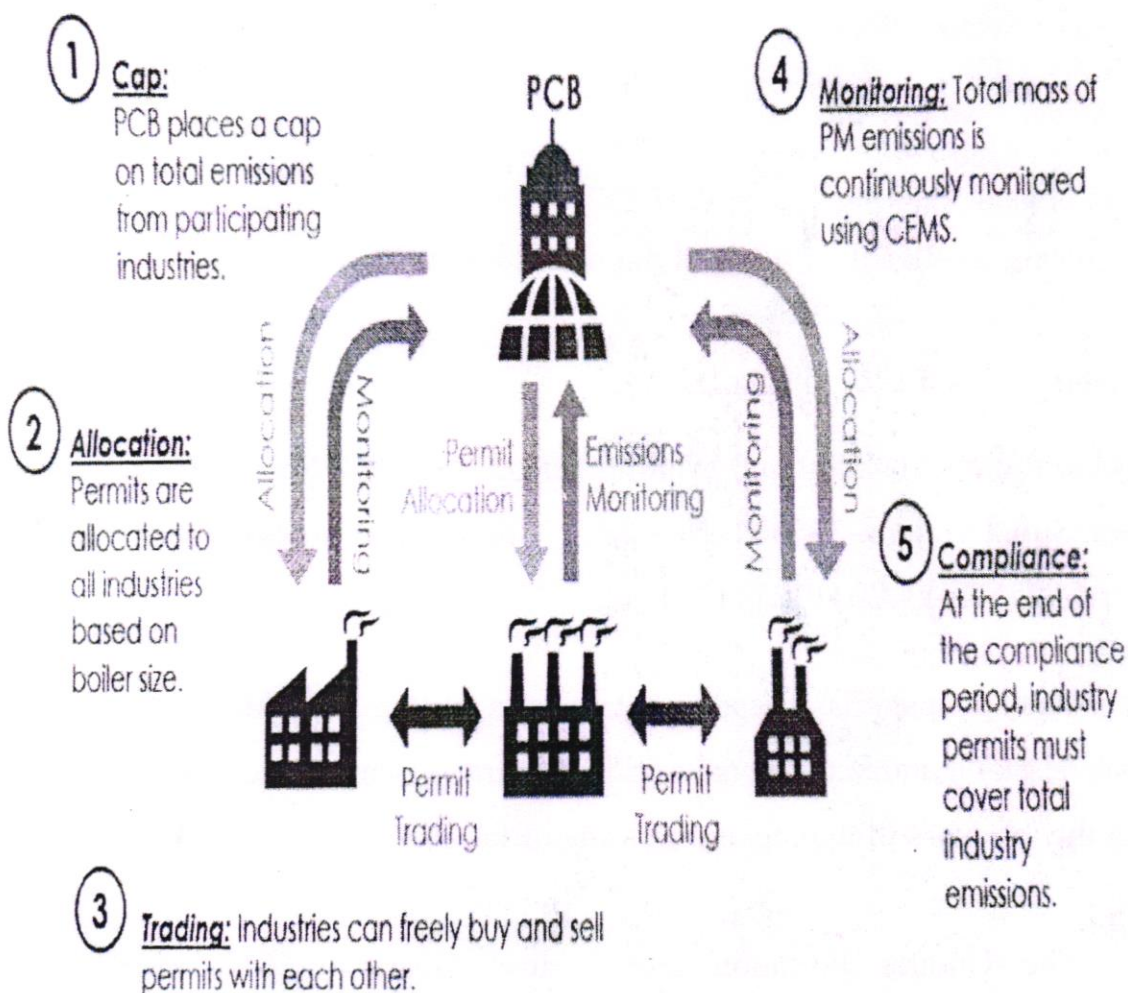 1
Cap:
PCB places a cap
on total emissions
from participating
industries.
PCB
4
Monitoring: Total mass of
PM emissions is
continuously monitored
using CEMS.
Allocation
Monitoring
Permit
Allocation
Emissions
Monitoring
Monitoring
Allocation
2
Allocation:
Permits are
allocated to
all industries
based on
boiler size.
5
Compliance:
At the end of
the compliance
period, industry
permits must
cover total
industry
emissions.
Permit
Trading
Permit
Trading
3
Trading: Industries can freely buy and sell
permits with each other.